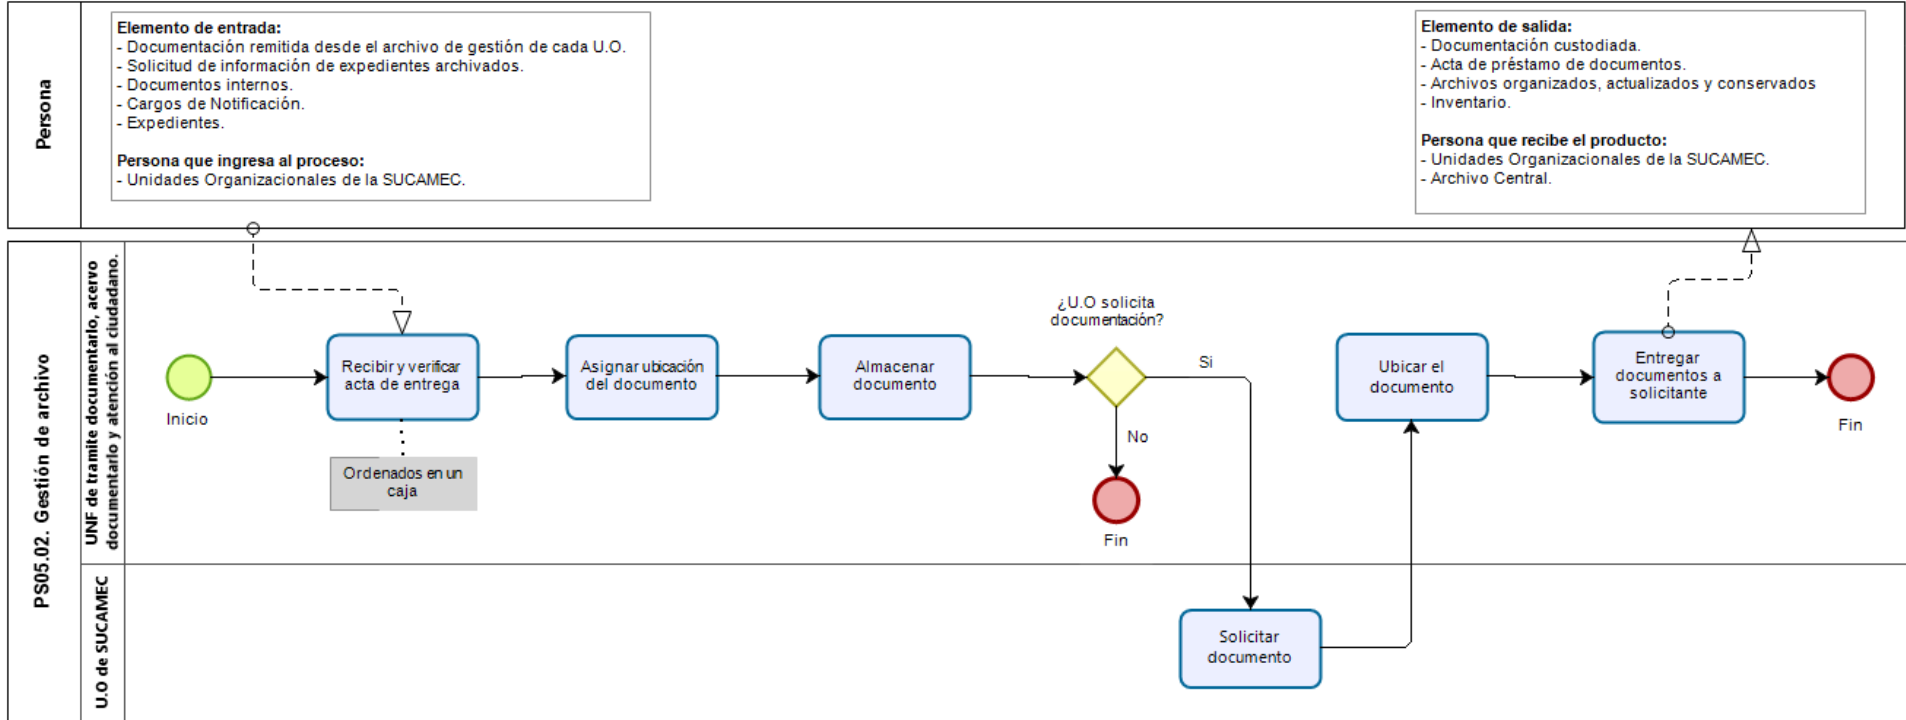 Persona
Elemento de entrada:
- Documentación remitida desde el archivo de gestión de cada U.O.
- Solicitud de información de expedientes archivados.
- Documentos internos.
- Cargos de Notificación.
- Expedientes.
Persona que ingresa al proceso:
- Unidades Organizacionales de la SUCAMEC.
Elemento de salida:
- Documentación custodiada.
- Acta de préstamo de documentos.
- Archivos organizados, actualizados y conservados
- Inventario.
Persona que recibe el producto:
- Unidades Organizacionales de la SUCAMEC.
- Archivo Central.
PS05.02. Gestión de archivo
UNF de tramite documentarlo, acervo
documentarlo y atención al ciudadano.
Inicio
Recibir y verificar
acta de entrega
Ordenados en un
caja
Asignar ubicación
del documento
Almacenar
documento
¿U.O solicita
documentación?
Si
No
Fin
Ubicar el
documento
Entregar
documentos a
solicitante
Fin
U.O de SUCAMEC
Solicitar
documento